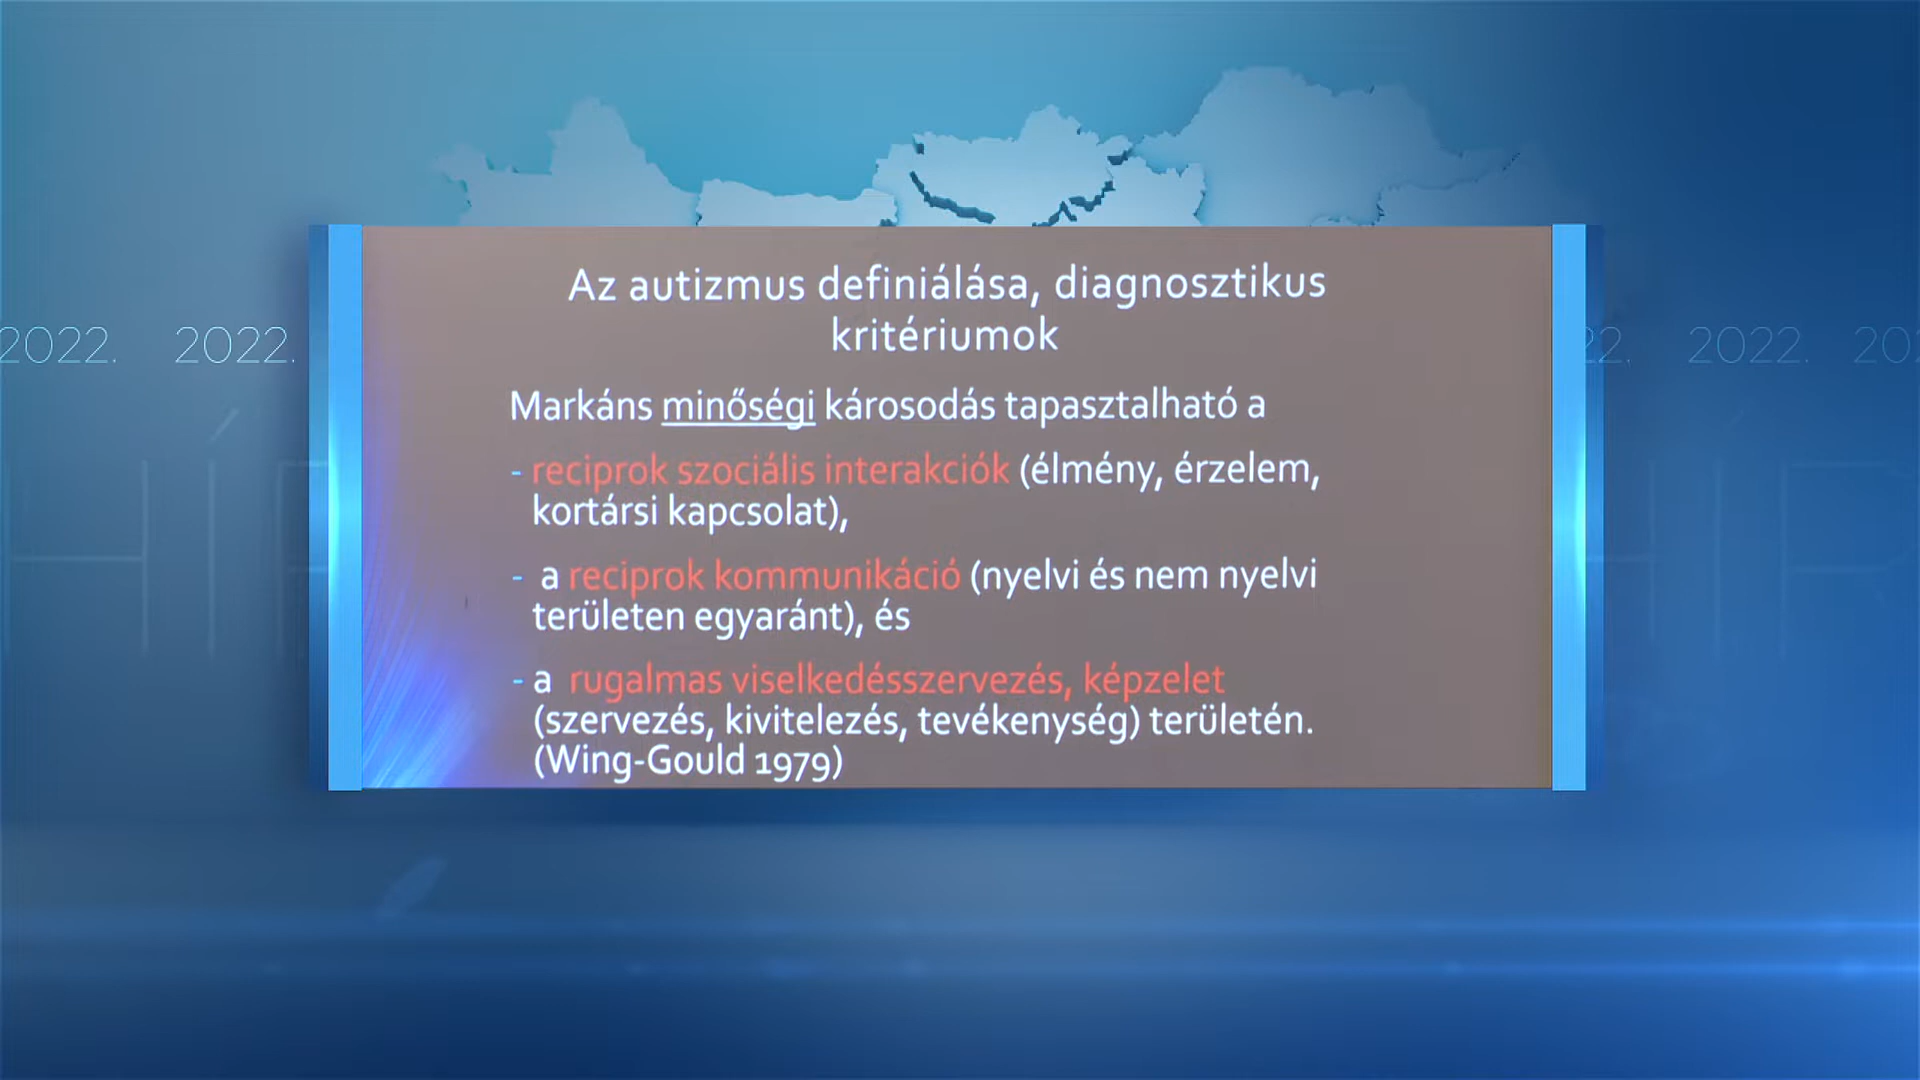 Az autizmus definiálása, diagnosztikus
kritériumok
2022. 2022. 22. 2022. 20
Markáns minőségi károsodás tapasztalható a
- reciprok szociális interakciók (élmény, érzelem,
kortársi kapcsolat),
- a reciprok kommunikáció (nyelvi és nem nyelvi
területen egyaránt), és
- a rugalmas viselkedésszervezés, képzelet
(szervezés, kivitelezés, tevékenység) területén.
(Wing-Gould 1979)